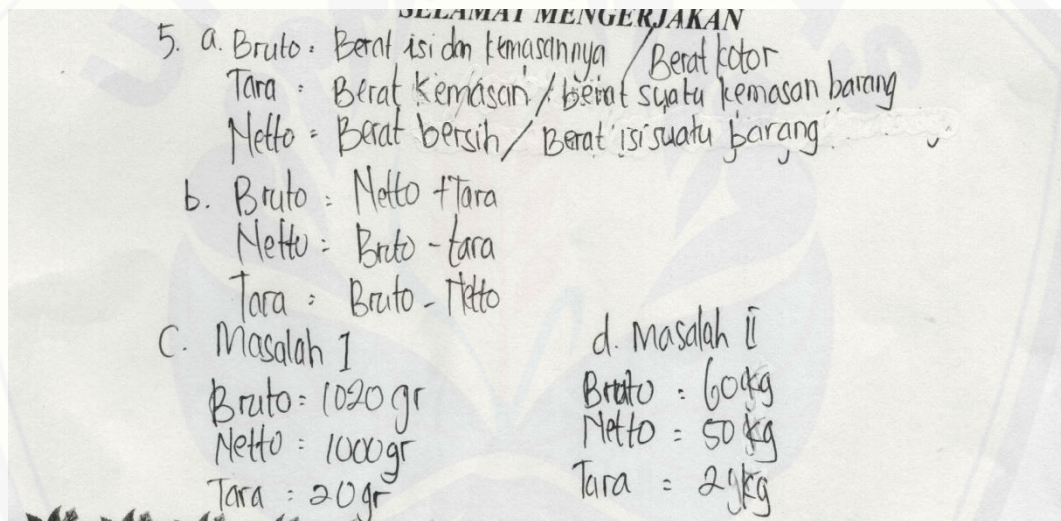 SELAMAT MENGERJAKAN
5. a. Bruto : Berat isi dan kemasannya / Berat kotor
Tara : Berat kemasan / berat suatu kemasan barang
Netto = Berat bersih / Berat isi suatu barang
b. Bruto : Netto + Tara
Netto : Bruto - tara
Tara : Bruto - Netto
C. Masalah I
Bruto : 1020 gr
Netto : 1000 gr
Tara : 20 gr
d. Masalah II
Bruto : 60 kg
Netto = 50 kg
Tara : 2 kg